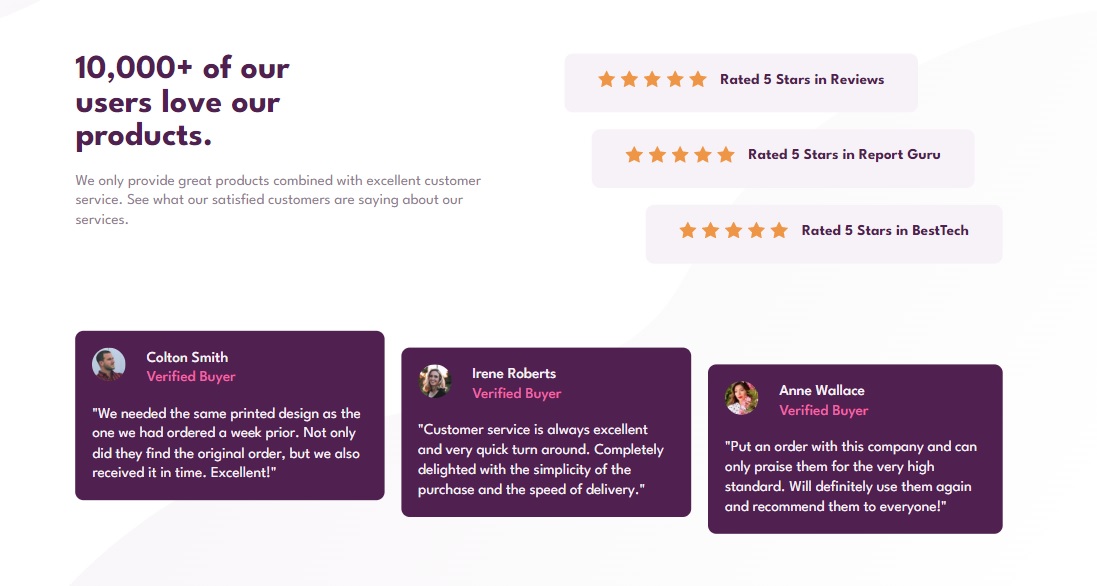 10,000+ of our
users love our
products.
We only provide great products combined with excellent customer
service. See what our satisfied customers are saying about our
services.
Rated 5 Stars in Reviews
Rated 5 Stars in Report Guru
Rated 5 Stars in BestTech
Colton Smith
Verified Buyer
"We needed the same printed design as the
one we had ordered a week prior. Not only
did they find the original order, but we also
received it in time. Excellent!"
Irene Roberts
Verified Buyer
"Customer service is always excellent
and very quick turn around. Completely
delighted with the simplicity of the
purchase and the speed of delivery."
Anne Wallace
Verified Buyer
"Put an order with this company and can
only praise them for the very high
standard. Will definitely use them again
and recommend them to everyone!"